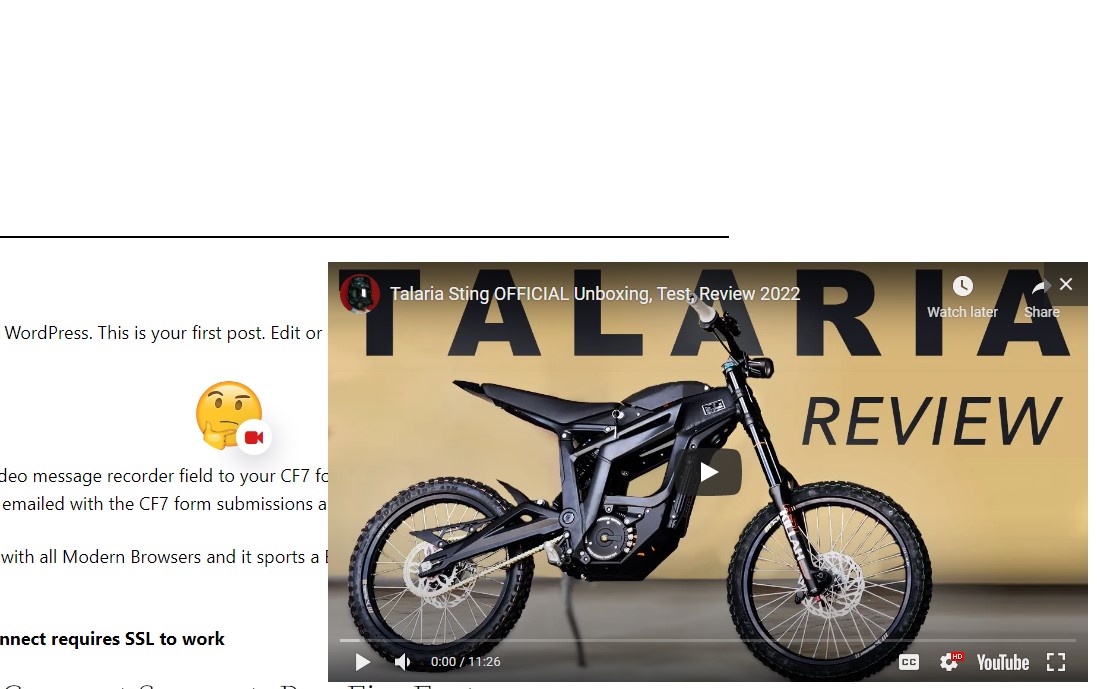 TALARIA
Talaria Sting OFFICIAL Unboxing, Test, Review 2022
Watch later
Share
WordPress. This is your first post. Edit or
REVIEW
deo message recorder field to your CF7 fo
emailed with the CF7 form submissions a
with all Modern Browsers and it sports a
nnect requires SSL to work
0:00 / 11:26
CC
HD
YouTube